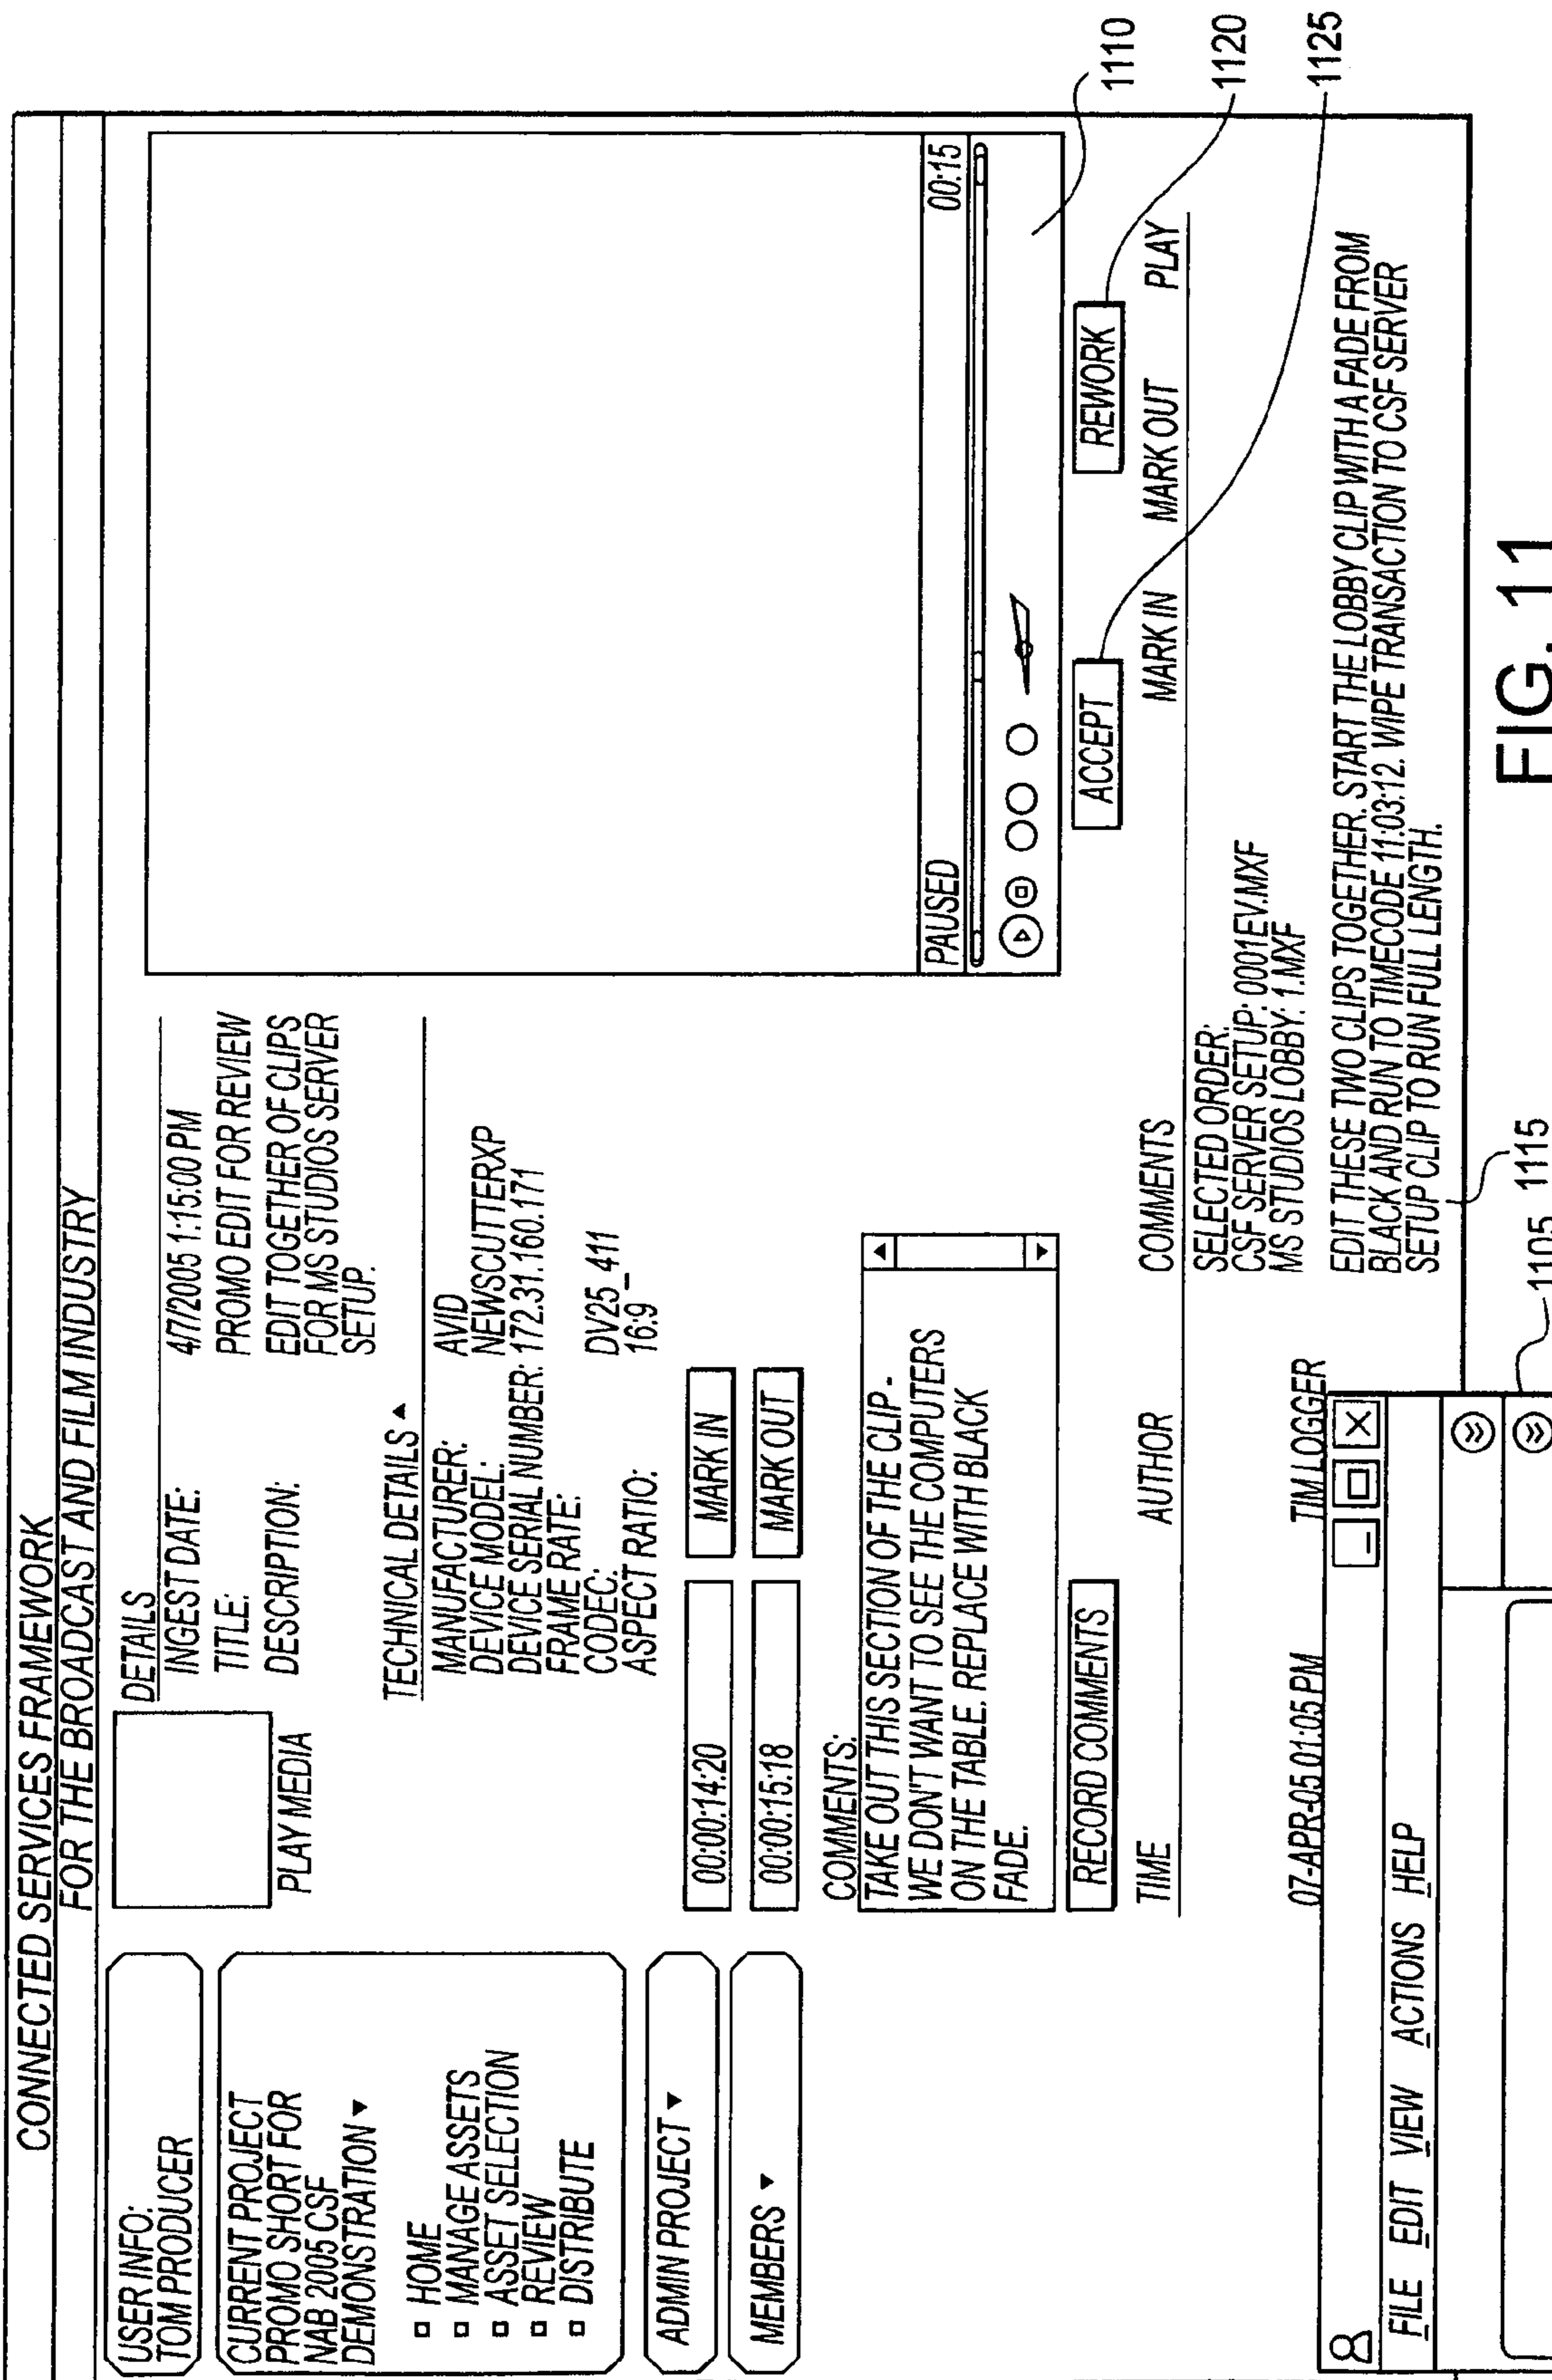 CONNECTED SERVICES FRAMEWORK
FOR THE BROADCAST AND FILM INDUSTRY
USER INFO:
TOM PRODUCER
CURRENT PROJECT
PROMO SHORT FOR
NAB 2005 CSF
DEMONSTRATION ▾
HOME
MANAGE ASSETS
ASSET SELECTION
REVIEW
DISTRIBUTE
ADMIN PROJECT ▾
MEMBERS ▾
PLAY MEDIA
DETAILS
INGEST DATE: 4/7/2005 1:15:00 PM
TITLE: PROMO EDIT FOR REVIEW
DESCRIPTION: EDIT TOGETHER OF CLIPS
FOR MS STUDIOS SERVER
SETUP.
TECHNICAL DETAILS ▴
MANUFACTURER: AVID
DEVICE MODEL: NEWSCUTTERXP
DEVICE SERIAL NUMBER: 172.31.160.171
FRAME RATE:
CODEC: DV25_411
ASPECT RATIO: 16:9
00:00:14:20 MARK IN
00:00:15:18 MARK OUT
COMMENTS:
TAKE OUT THIS SECTION OF THE CLIP -
WE DON'T WANT TO SEE THE COMPUTERS
ON THE TABLE. REPLACE WITH BLACK
FADE.
RECORD COMMENTS
PAUSED 00:15
ACCEPT REWORK
TIME AUTHOR COMMENTS MARK IN MARK OUT PLAY
SELECTED ORDER:
CSF SERVER SETUP: 0001EV.MXF
MS STUDIOS LOBBY: 1.MXF
07-APR-05 01:05 PM TIM LOGGER
EDIT THESE TWO CLIPS TOGETHER. START THE LOBBY CLIP WITH A FADE FROM
BLACK AND RUN TO TIMECODE 11:03:12. WIPE TRANSACTION TO CSF SERVER
SETUP CLIP TO RUN FULL LENGTH.
FILE EDIT VIEW ACTIONS HELP
1110
1120
1125
1115
1105
FIG. 11